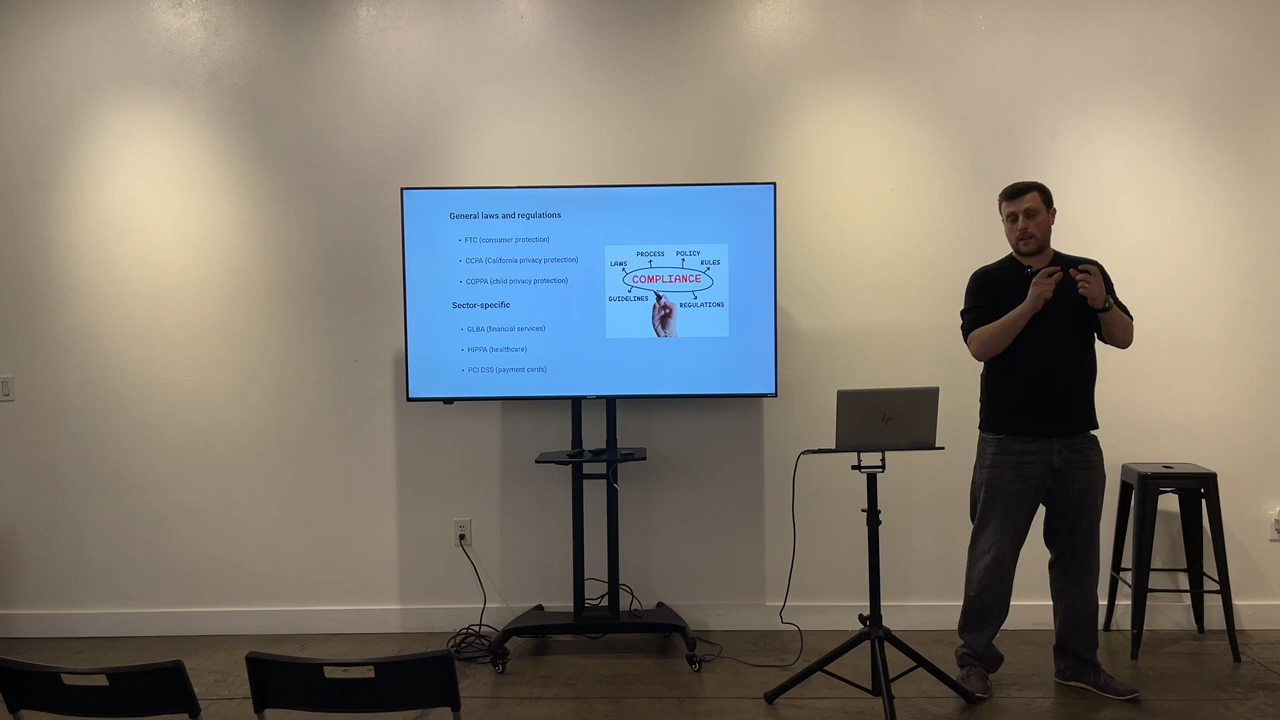 General laws and regulations
• FTC (consumer protection)
• CCPA (California privacy protection)
• COPPA (child privacy protection)
Sector-specific
• GLBA (financial services)
• HIPPA (healthcare)
• PCI DSS (payment cards)
LAWS
PROCESS
POLICY
RULES
COMPLIANCE
GUIDELINES
REGULATIONS
hp